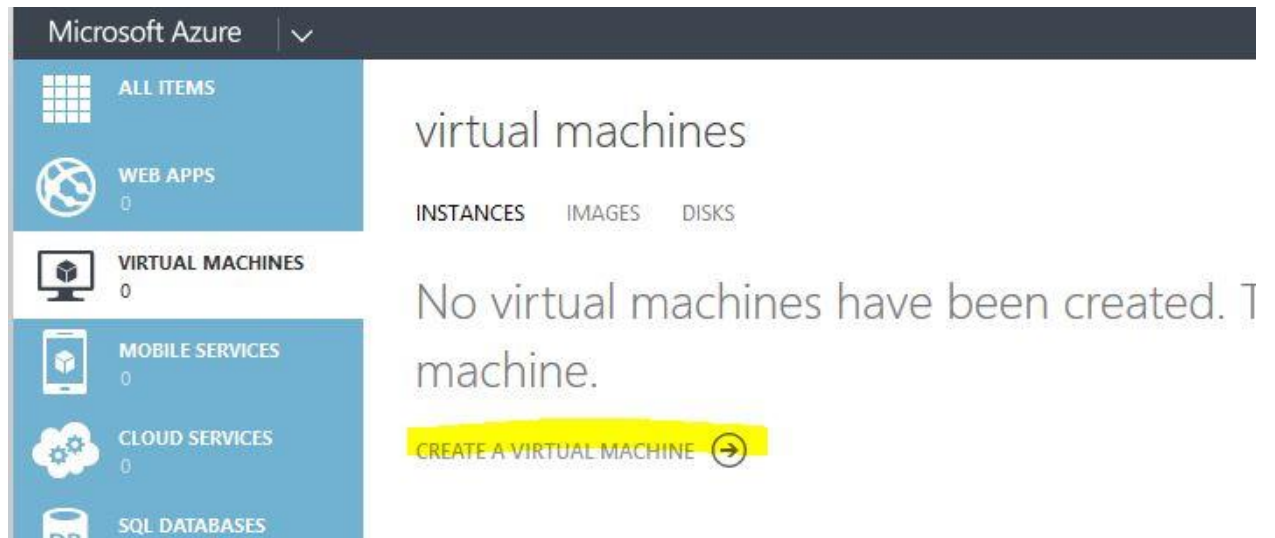 Microsoft Azure
ALL ITEMS
WEB APPS
0
VIRTUAL MACHINES
0
MOBILE SERVICES
0
CLOUD SERVICES
0
SQL DATABASES
virtual machines
INSTANCES IMAGES DISKS
No virtual machines have been created. T
machine.
CREATE A VIRTUAL MACHINE